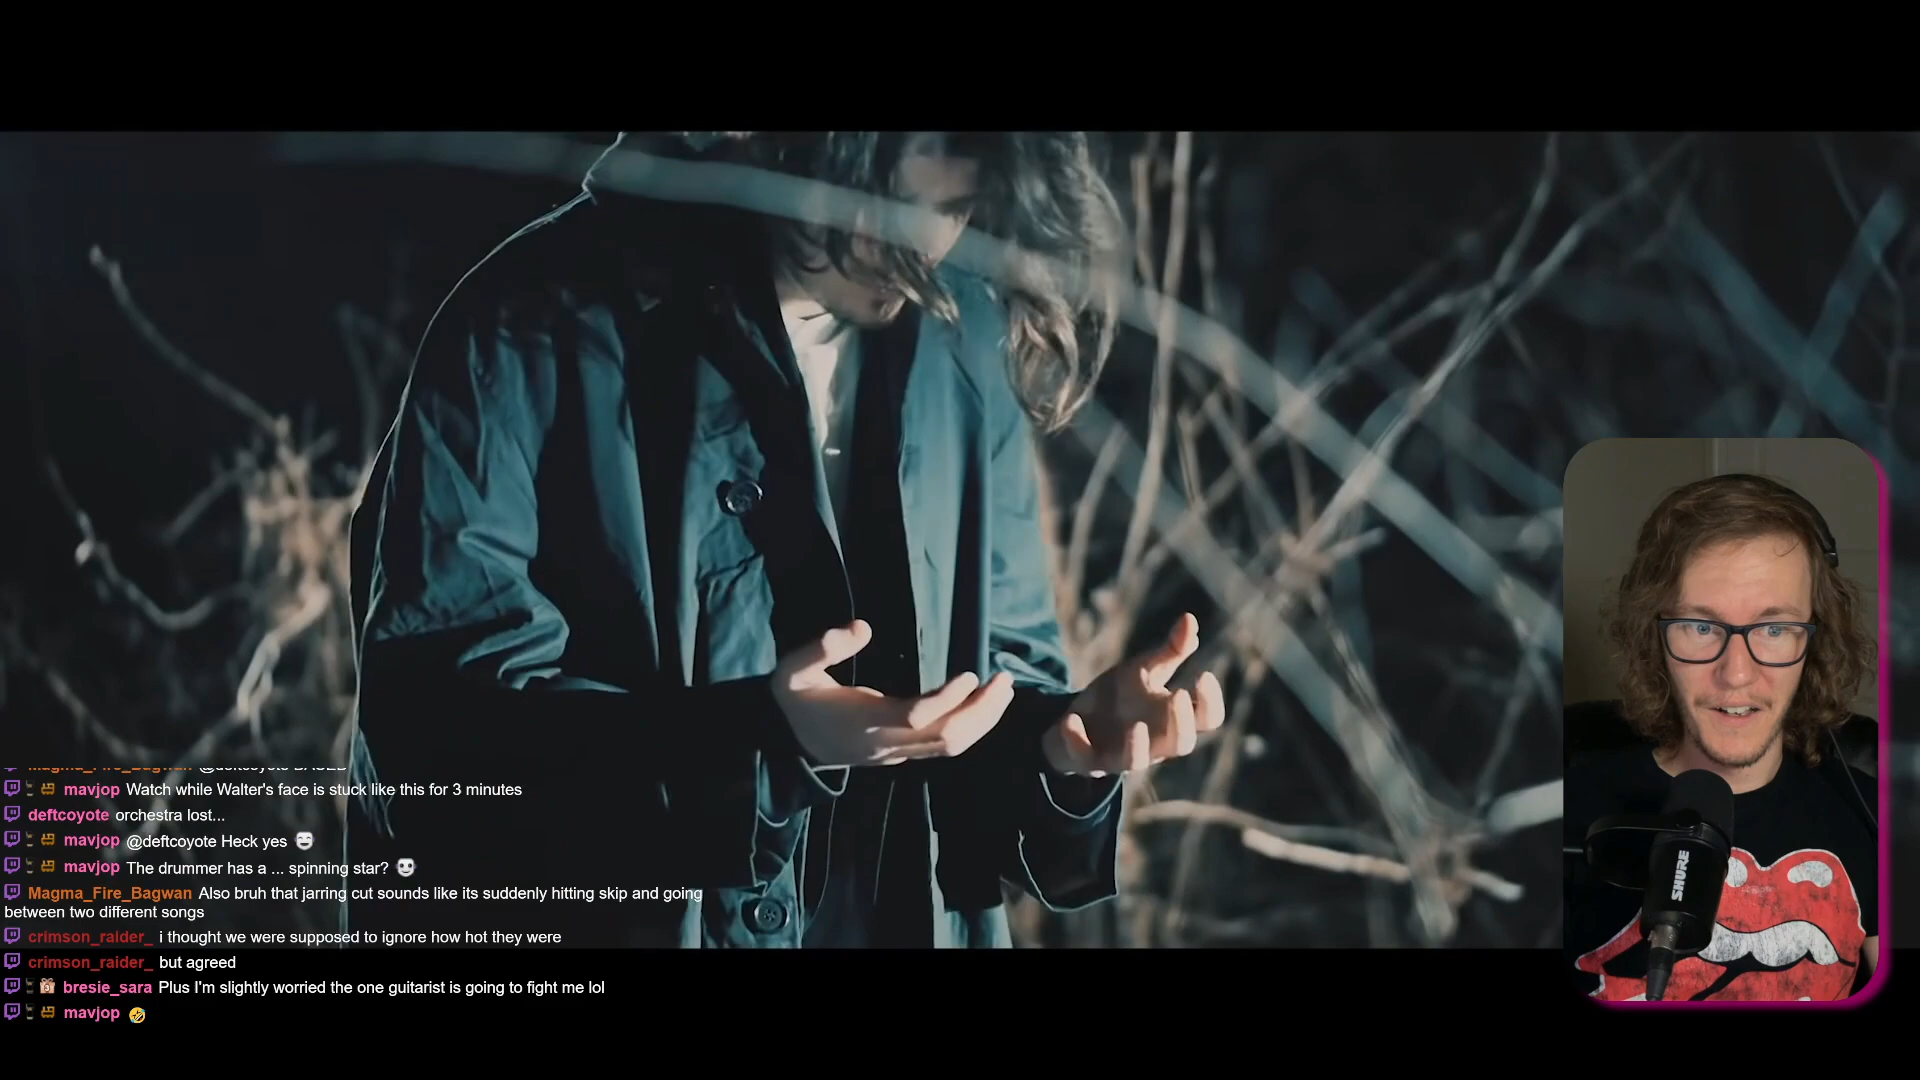 Magma_Fire_Bagwan @deftcoyote BASED
mavjop Watch while Walter's face is stuck like this for 3 minutes
deftcoyote orchestra lost...
mavjop @deftcoyote Heck yes
mavjop The drummer has a ... spinning star?
Magma_Fire_Bagwan Also bruh that jarring cut sounds like its suddenly hitting skip and going
between two different songs
crimson_raider_ i thought we were supposed to ignore how hot they were
crimson_raider_ but agreed
bresie_sara Plus I'm slightly worried the one guitarist is going to fight me lol
mavjop 🤣
SHURE